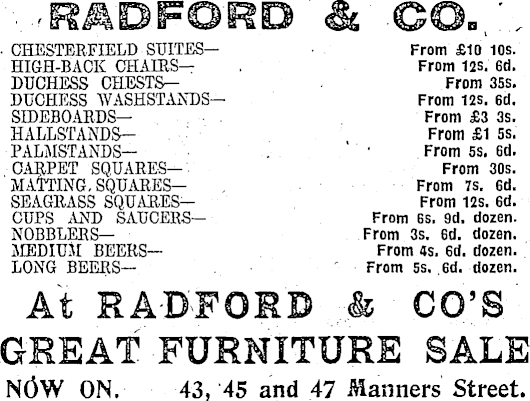 RADFORD & CO.
CHESTERFIELD SUITES— From £10 10s.
HIGH-BACK CHAIRS— From 12s. 6d.
DUCHESS CHESTS— From 35s.
DUCHESS WASHSTANDS— From 12s. 6d.
SIDEBOARDS— From £3 3s.
HALLSTANDS— From £1 5s.
PALMSTANDS— From 5s. 6d.
CARPET SQUARES— From 30s.
MATTING SQUARES— From 7s. 6d.
SEAGRASS SQUARES— From 12s. 6d.
CUPS AND SAUCERS— From 6s. 9d. dozen.
NOBBLERS— From 3s. 6d. dozen.
MEDIUM BEERS— From 4s. 6d. dozen.
LONG BEERS— From 5s. 6d. dozen.
At RADFORD & CO'S
GREAT FURNITURE SALE
NOW ON. 43, 45 and 47 Manners Street.